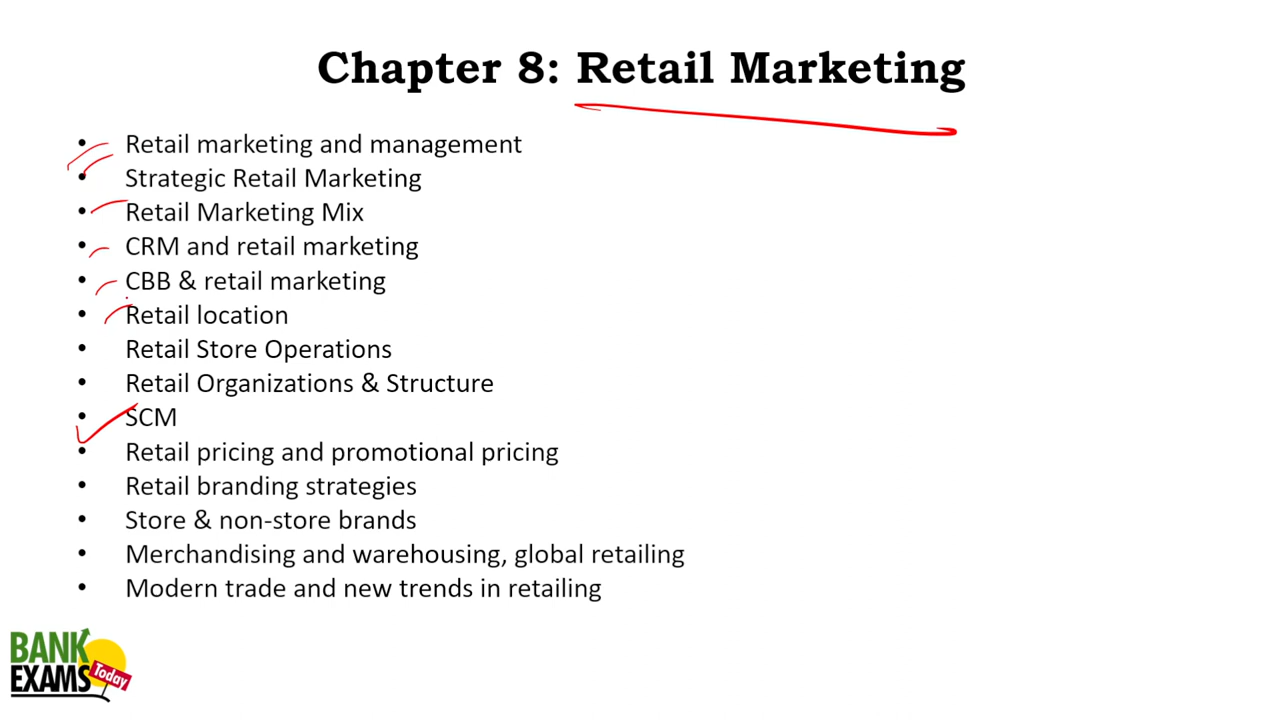 Chapter 8: Retail Marketing
• Retail marketing and management
• Strategic Retail Marketing
• Retail Marketing Mix
• CRM and retail marketing
• CBB & retail marketing
• Retail location
• Retail Store Operations
• Retail Organizations & Structure
• SCM
• Retail pricing and promotional pricing
• Retail branding strategies
• Store & non-store brands
• Merchandising and warehousing, global retailing
• Modern trade and new trends in retailing
BANK
EXAMS Today